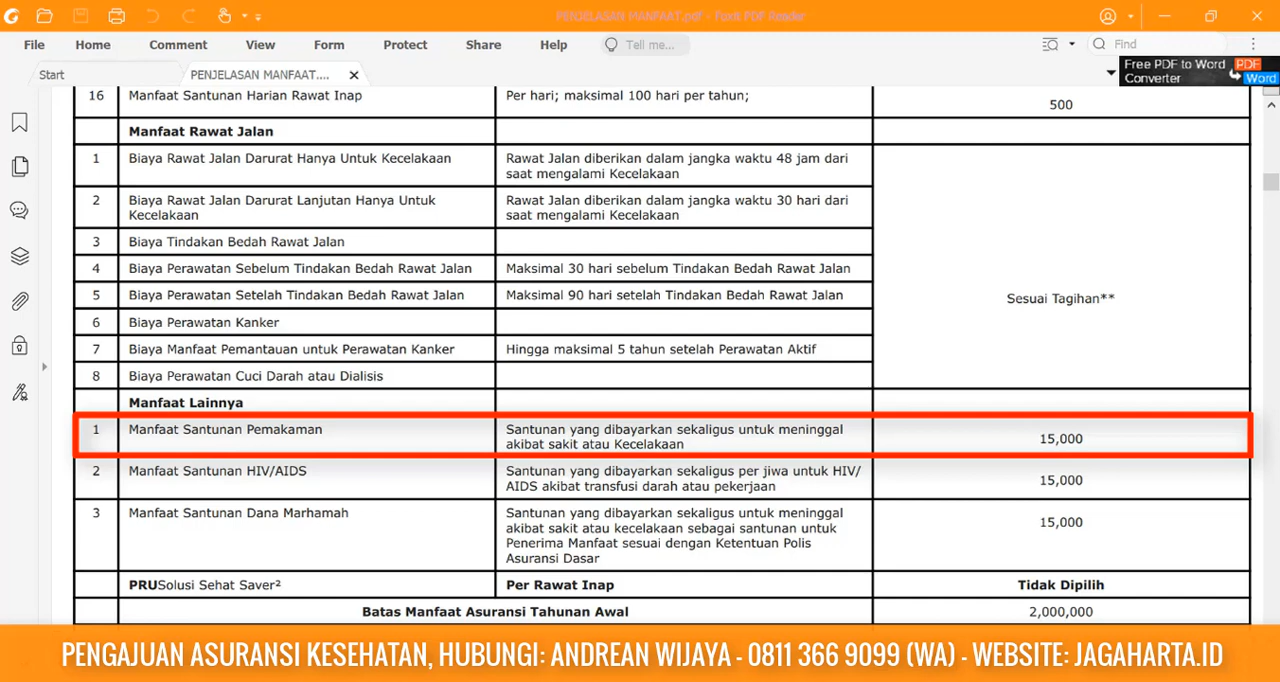 PENJELASAN MANFAAT.pdf - Foxit PDF Reader
File Home Comment View Form Protect Share Help Tell me... Find
Start PENJELASAN MANFAAT....
Free PDF to Word PDF
Converter Word
16 Manfaat Santunan Harian Rawat Inap Per hari; maksimal 100 hari per tahun; 500
Manfaat Rawat Jalan
1 Biaya Rawat Jalan Darurat Hanya Untuk Kecelakaan Rawat Jalan diberikan dalam jangka waktu 48 jam dari
saat mengalami Kecelakaan
2 Biaya Rawat Jalan Darurat Lanjutan Hanya Untuk Rawat Jalan diberikan dalam jangka waktu 30 hari dari
Kecelakaan saat mengalami Kecelakaan
3 Biaya Tindakan Bedah Rawat Jalan
4 Biaya Perawatan Sebelum Tindakan Bedah Rawat Jalan Maksimal 30 hari sebelum Tindakan Bedah Rawat Jalan
5 Biaya Perawatan Setelah Tindakan Bedah Rawat Jalan Maksimal 90 hari setelah Tindakan Bedah Rawat Jalan
Sesuai Tagihan**
6 Biaya Perawatan Kanker
7 Biaya Manfaat Pemantauan untuk Perawatan Kanker Hingga maksimal 5 tahun setelah Perawatan Aktif
8 Biaya Perawatan Cuci Darah atau Dialisis
Manfaat Lainnya
1 Manfaat Santunan Pemakaman Santunan yang dibayarkan sekaligus untuk meninggal
akibat sakit atau Kecelakaan 15,000
2 Manfaat Santunan HIV/AIDS Santunan yang dibayarkan sekaligus per jiwa untuk HIV/
AIDS akibat transfusi darah atau pekerjaan 15,000
3 Manfaat Santunan Dana Marhamah Santunan yang dibayarkan sekaligus untuk meninggal
akibat sakit atau kecelakaan sebagai santunan untuk 15,000
Penerima Manfaat sesuai dengan Ketentuan Polis
Asuransi Dasar
PRUSolusi Sehat Saver² Per Rawat Inap Tidak Dipilih
Batas Manfaat Asuransi Tahunan Awal 2,000,000
PENGAJUAN ASURANSI KESEHATAN, HUBUNGI: ANDREAN WIJAYA - 0811 366 9099 (WA) - WEBSITE: JAGAHARTA.ID